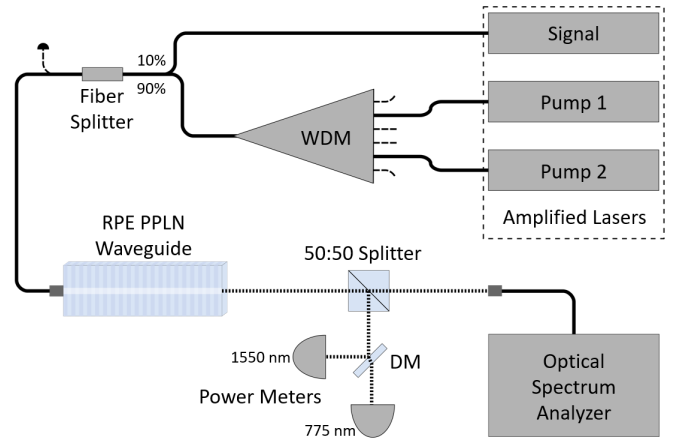 Signal
10%
90%
Fiber
Splitter
Pump 1
WDM
Pump 2
Amplified Lasers
RPE PPLN
Waveguide
50:50 Splitter
1550 nm
DM
Power Meters
775 nm
Optical
Spectrum
Analyzer